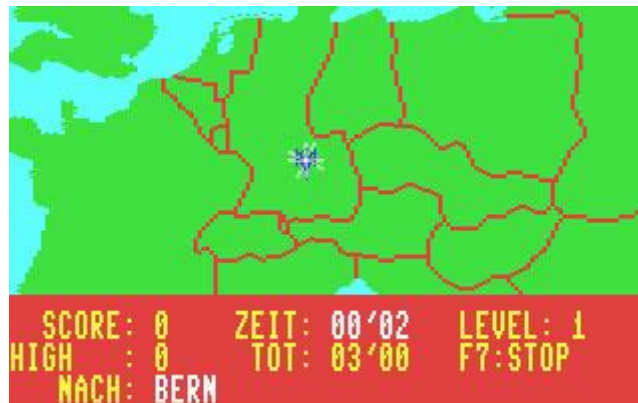 SCORE: 0 ZEIT: 00'02 LEVEL: 1
HIGH : 0 TOT: 03'00 F7:STOP
NACH: BERN